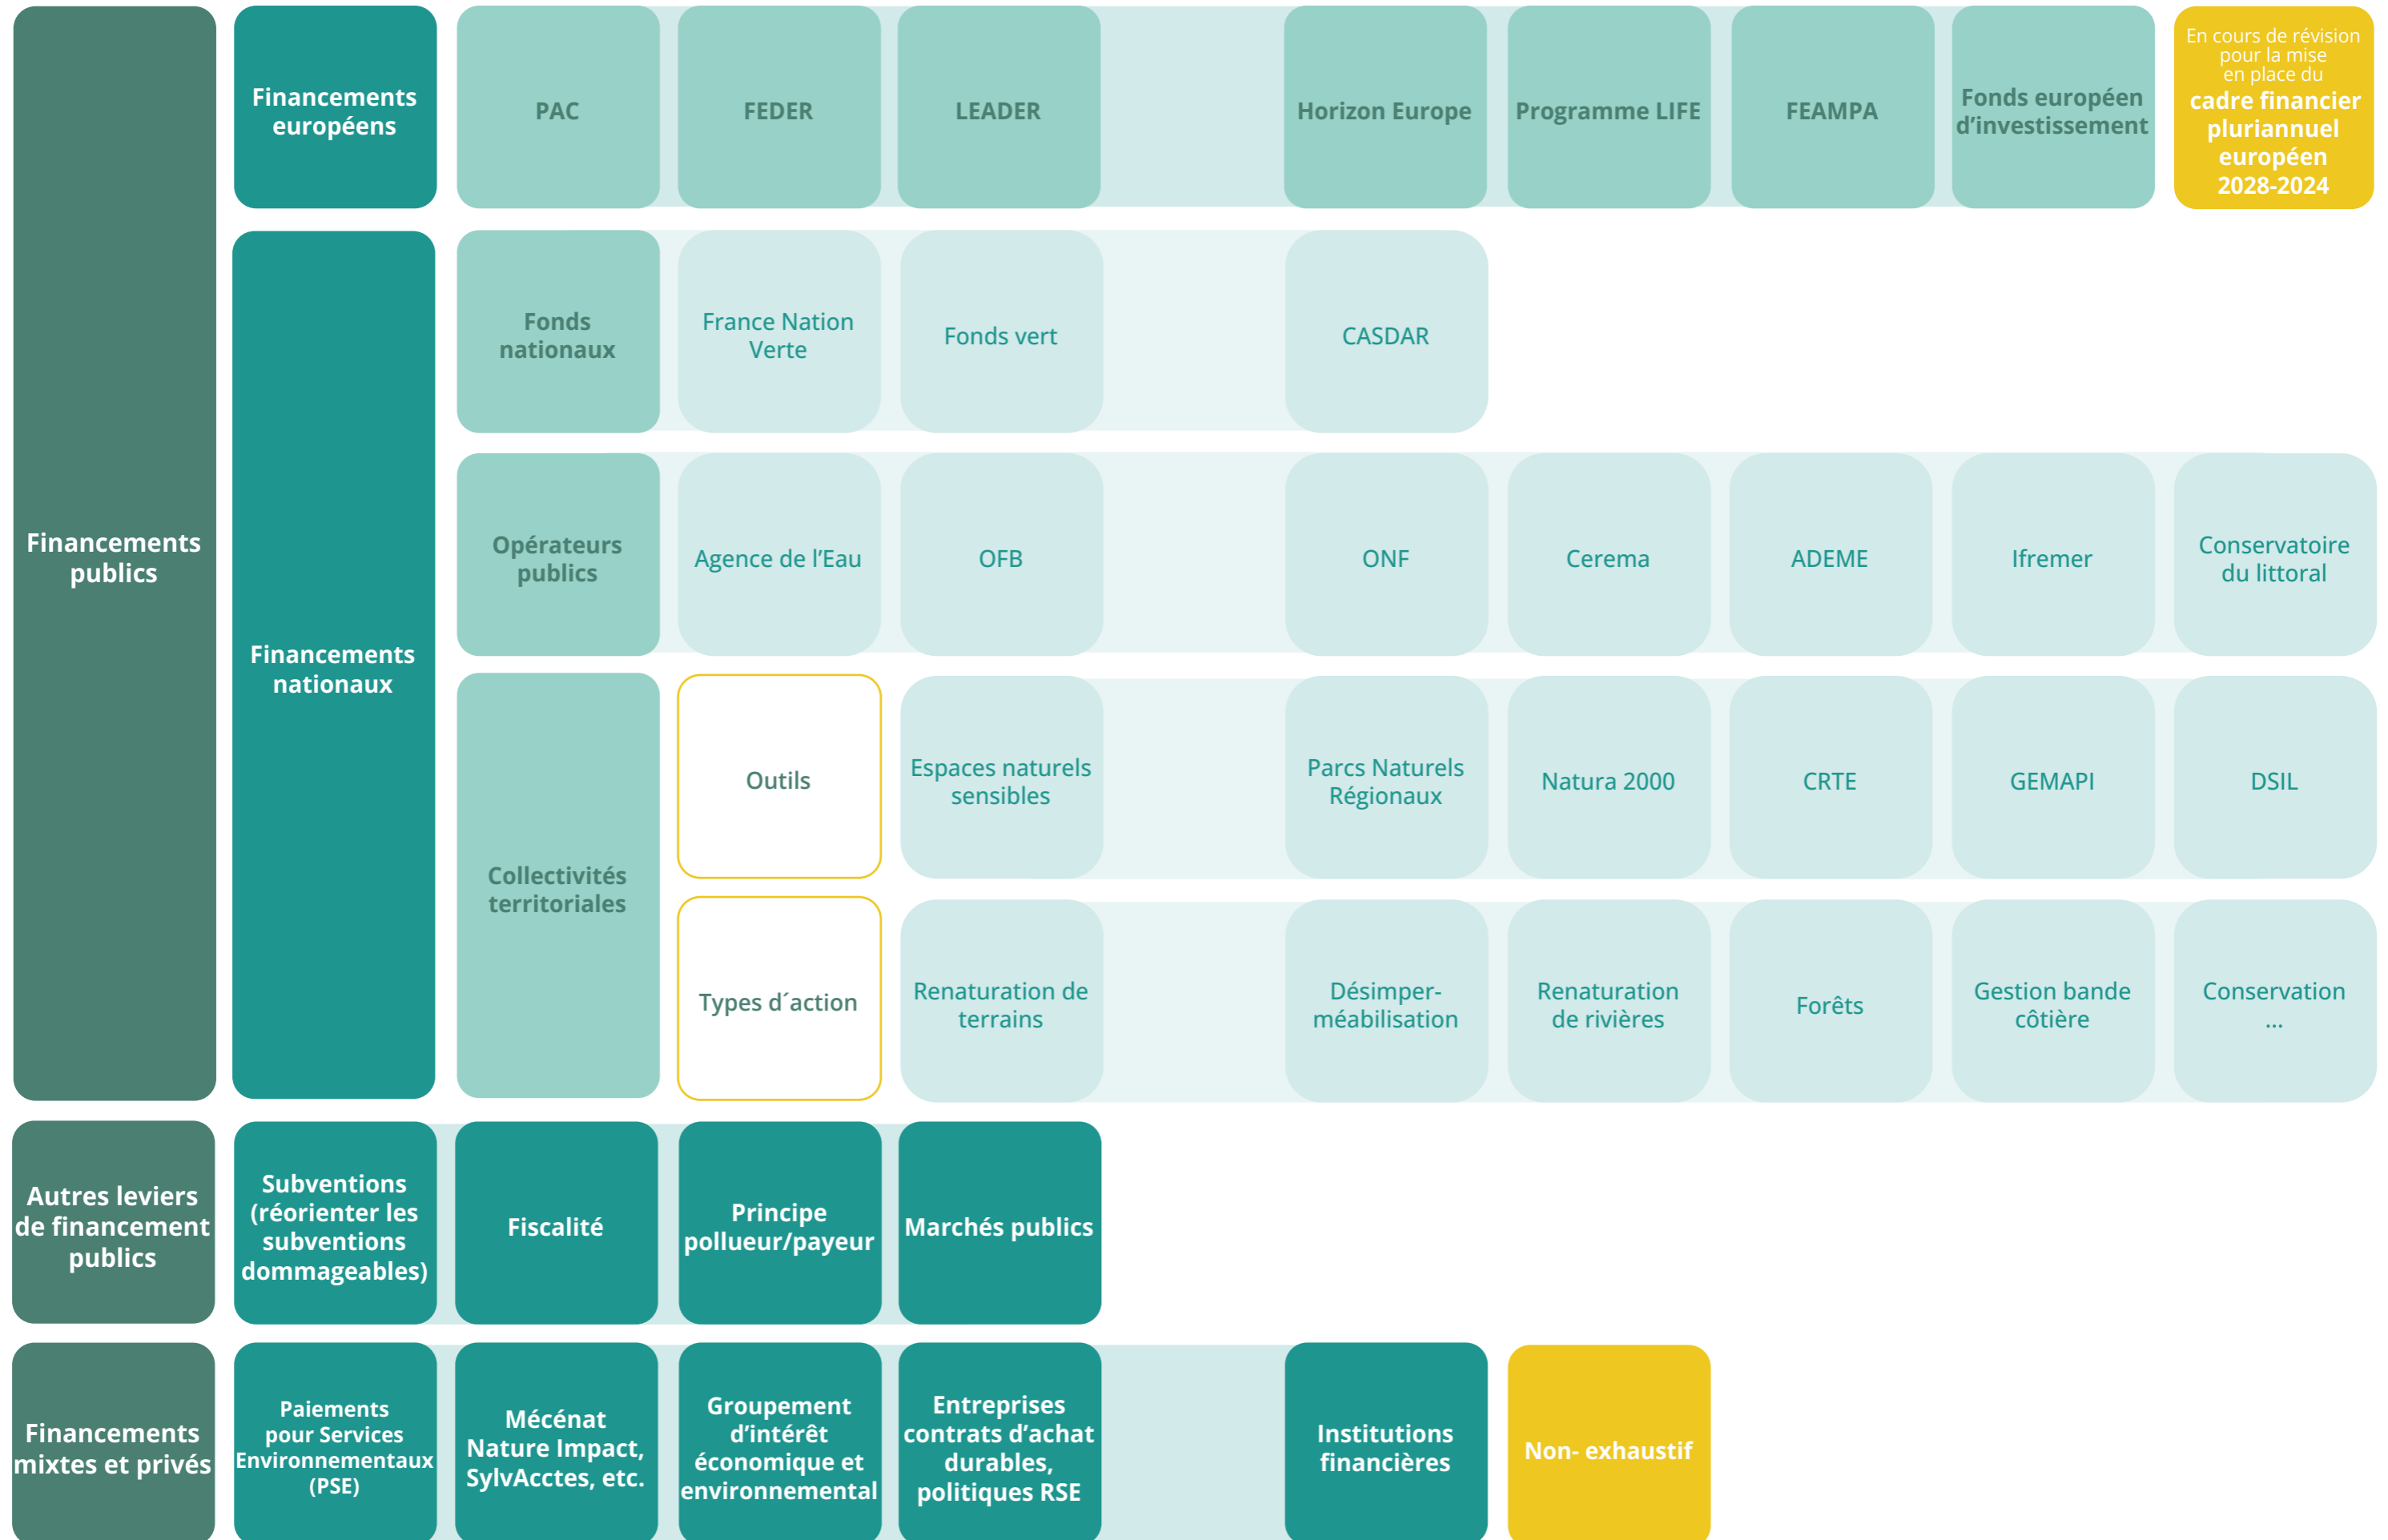 Financements
publics
Financements
européens
PAC
FEDER
LEADER
Horizon Europe
Programme LIFE
FEAMPA
Fonds européen
d’investissement
En cours de révision
pour la mise
en place du
cadre financier
pluriannuel
européen
2028-2024
Financements
nationaux
Fonds
nationaux
France Nation
Verte
Fonds vert
CASDAR
Opérateurs
publics
Agence de l’Eau
OFB
ONF
Cerema
ADEME
Ifremer
Conservatoire
du littoral
Collectivités
territoriales
Outils
Espaces naturels
sensibles
Parcs Naturels
Régionaux
Natura 2000
CRTE
GEMAPI
DSIL
Types d´action
Renaturation de
terrains
Désimper-
méabilisation
Renaturation
de rivières
Forêts
Gestion bande
côtière
Conservation
...
Autres leviers
de financement
publics
Subventions
(réorienter les
subventions
dommageables)
Fiscalité
Principe
pollueur/payeur
Marchés publics
Financements
mixtes et privés
Paiements
pour Services
Environnementaux
(PSE)
Mécénat
Nature Impact,
SylvAcctes, etc.
Groupement
d’intérêt
économique et
environnemental
Entreprises
contrats d’achat
durables,
politiques RSE
Institutions
financières
Non- exhaustif